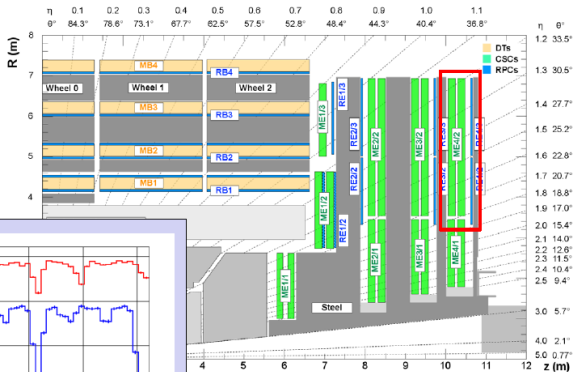 η 0.1 0.2 0.3 0.4 0.5 0.6 0.7 0.8 0.9 1.0 1.1
θ° 84.3° 78.6° 73.1° 67.7° 62.5° 57.5° 52.8° 48.4° 44.3° 40.4° 36.8° η θ°
R (m)
8
7
6
5
4
DTs
CSCs
RPCs
MB4
RB4
Wheel 0 Wheel 1 Wheel 2
MB3
RB3
MB2
RB2
MB1
RB1
ME1/3
RE1/3
ME1/2
RE1/2
ME1/1
RE2/3
RE2/2
ME2/2
ME2/1
ME3/2
ME3/1
RE3/3
RE3/2
ME4/2
ME4/1
RE4/3
RE4/2
Steel
1.2 33.5°
1.3 30.5°
1.4 27.7°
1.5 25.2°
1.6 22.8°
1.7 20.7°
1.8 18.8°
1.9 17.0°
2.0 15.4°
2.1 14.0°
2.2 12.6°
2.3 11.5°
2.4 10.4°
2.5 9.4°
3.0 5.7°
4.0 2.1°
5.0 0.77°
4 5 6 7 8 9 10 11 12
z (m)